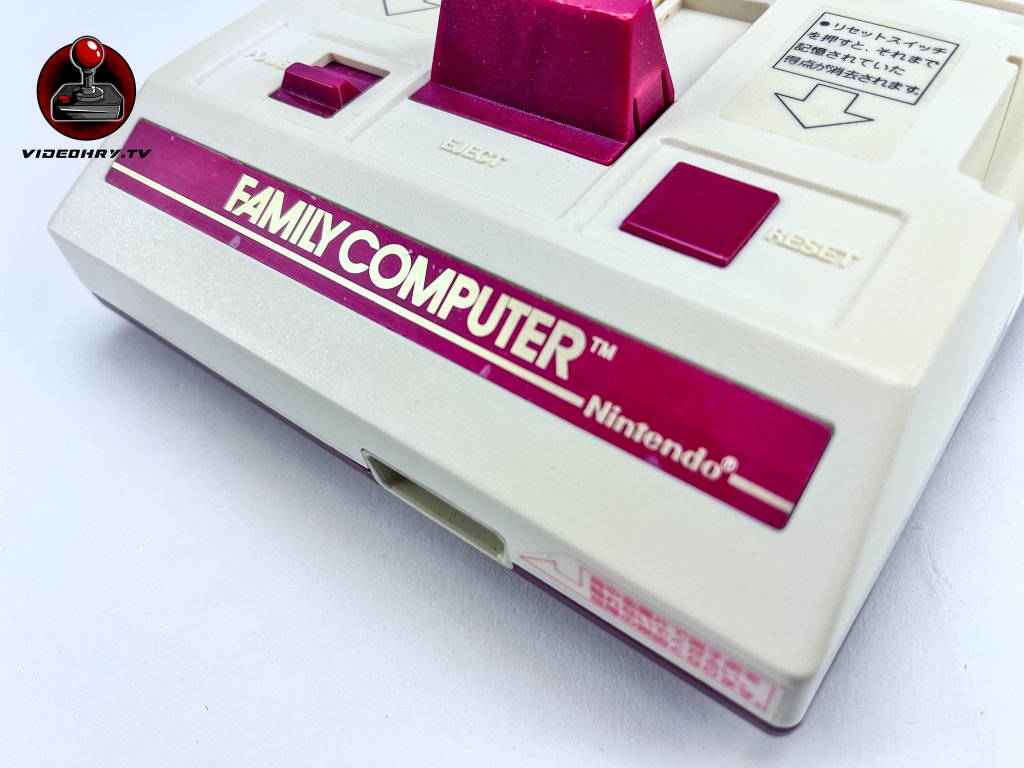 VIDEOHRY.TV
POWER
EJECT
● リセットスイッチ
を押すと、それまで
記憶されていた
得点が消去されます。
RESET
FAMILY COMPUTER™
Nintendo®